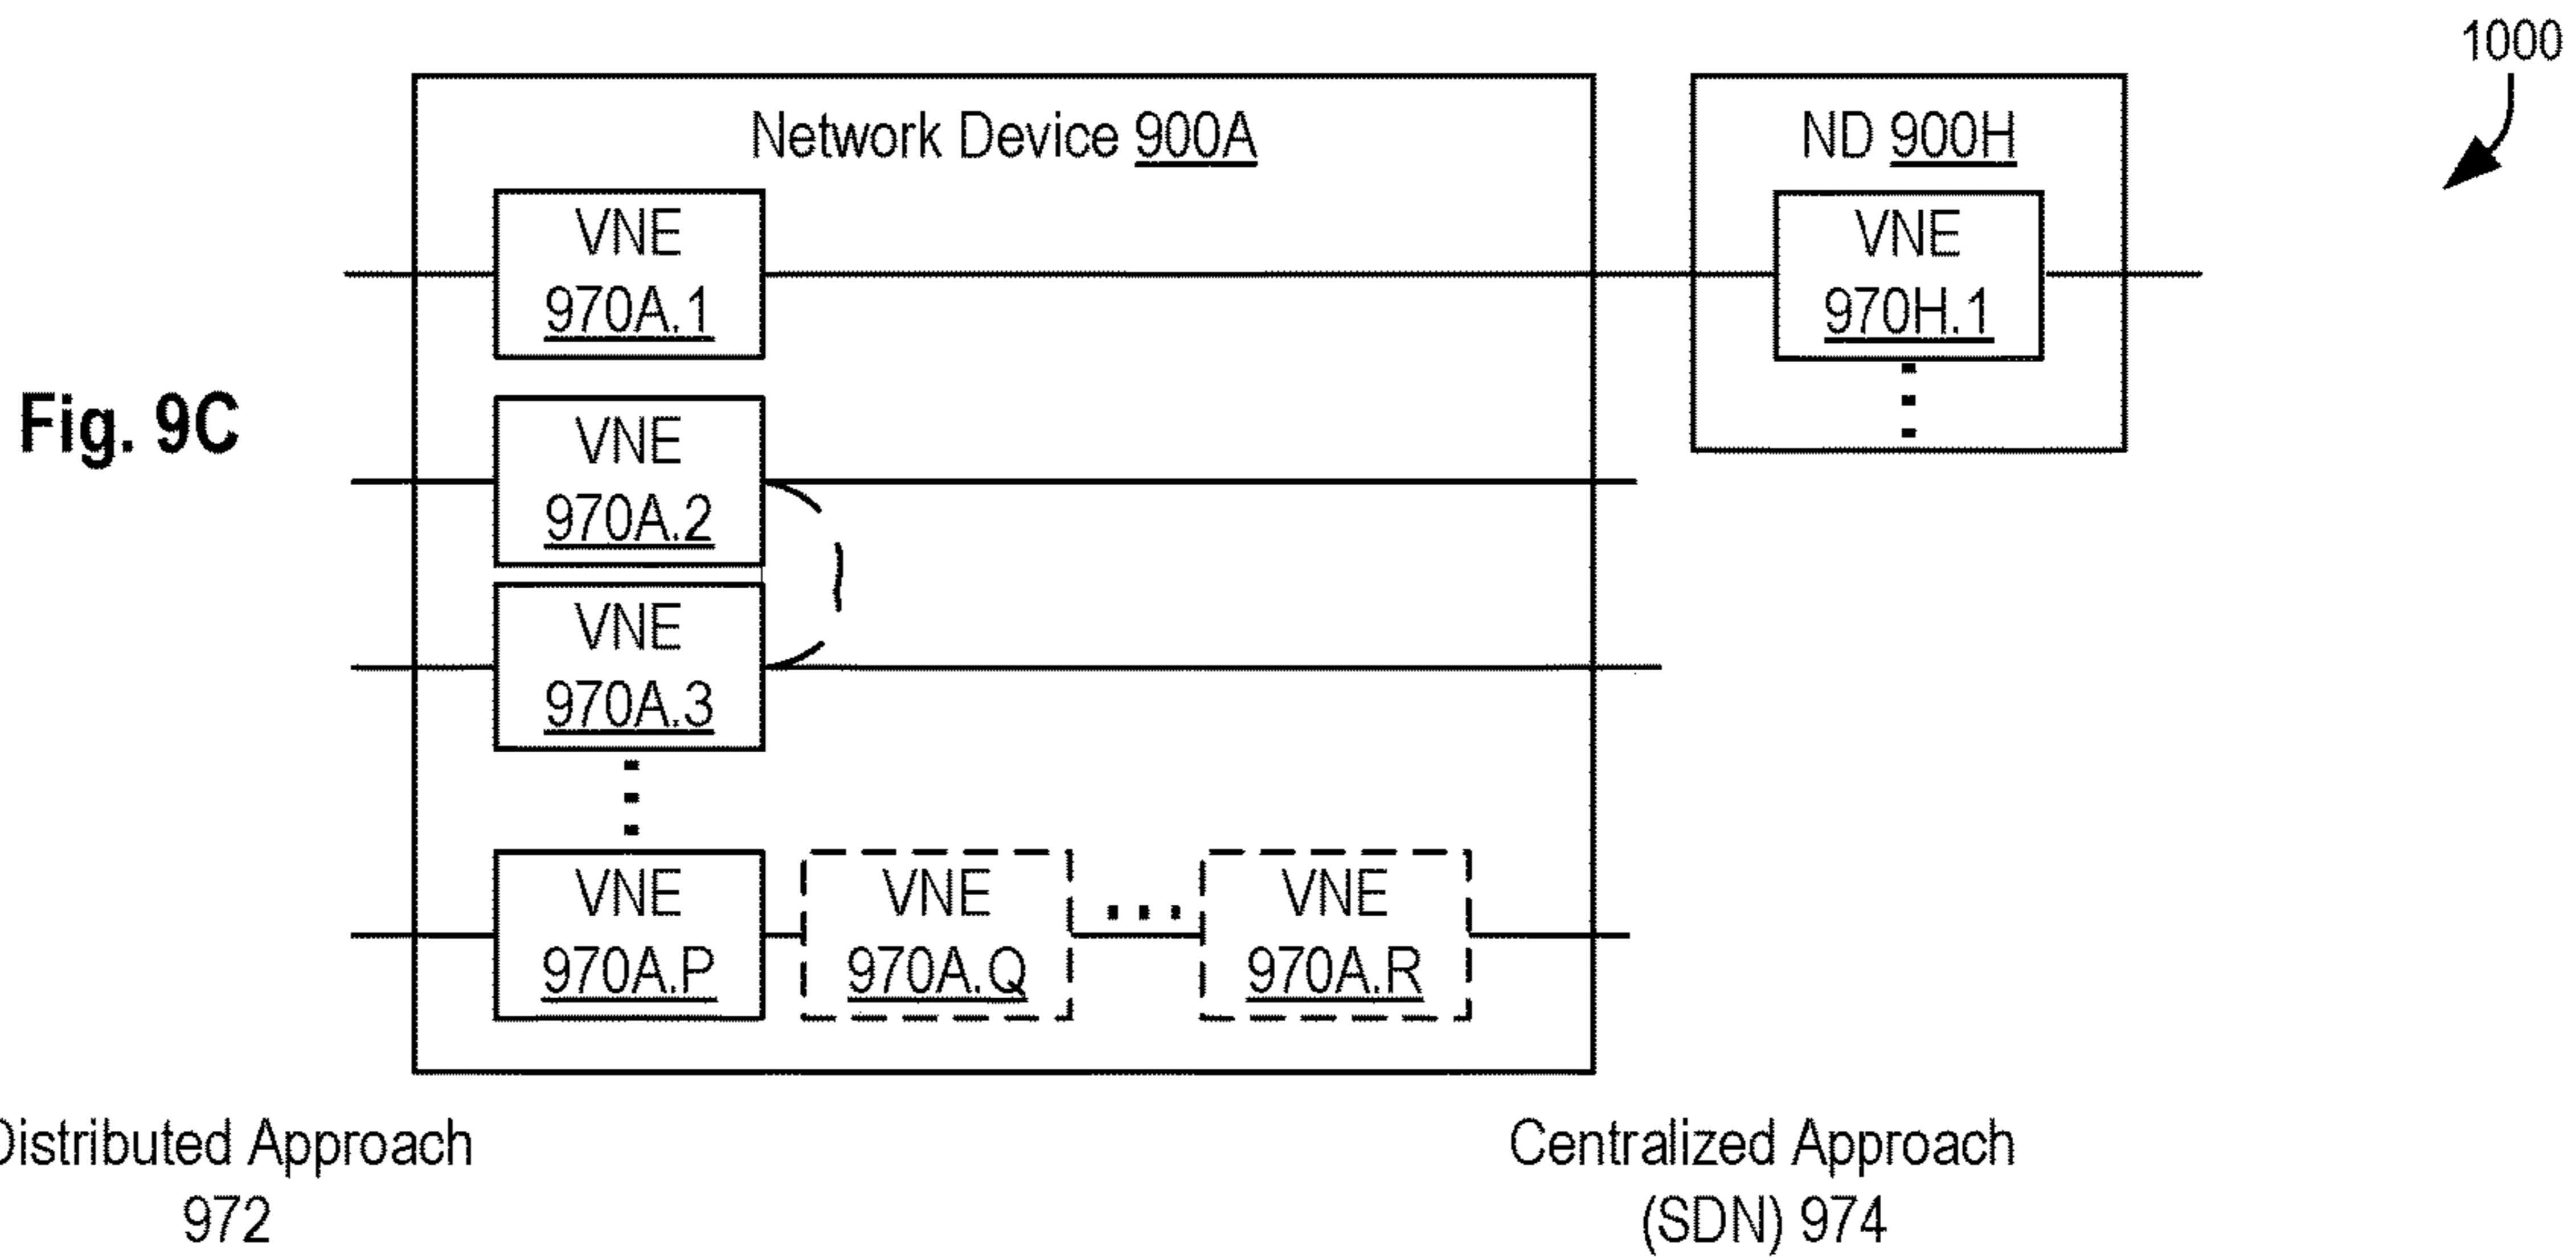 1000
Network Device 900A
ND 900H
VNE
970A.1
VNE
970H.1
Fig. 9C
VNE
970A.2
VNE
970A.3
VNE
970A.P
VNE
970A.Q
VNE
970A.R
Distributed Approach
972
Centralized Approach
(SDN) 974